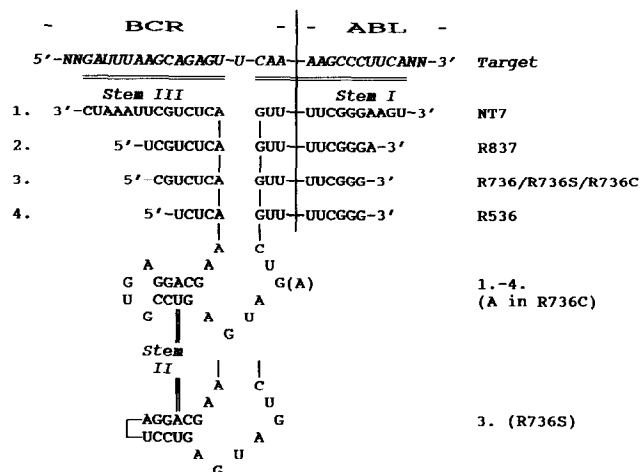 - BCR - - ABL -
5'-NNGAUUUAAGCAGAGU-U-CAA AAGCCCUUCANN-3' Target
Stem III Stem I
1. 3'-CUAAAUUCGUCUCA GUU UUCGGGAAGU-3' NT7
2. 5'-UCGUCUCA GUU UUCGGGA-3' R837
3. 5'-CGUCUCA GUU UUCGGG-3' R736/R736S/R736C
4. 5'-UCUCA GUU UUCGGG-3' R536
A C
A A U
G GGACG G(A) 1.-4.
U CCUG A A (A in R736C)
G A U
G
Stem
II
A C
A U
AGGACG G 3. (R736S)
UCCUG A
A U
G